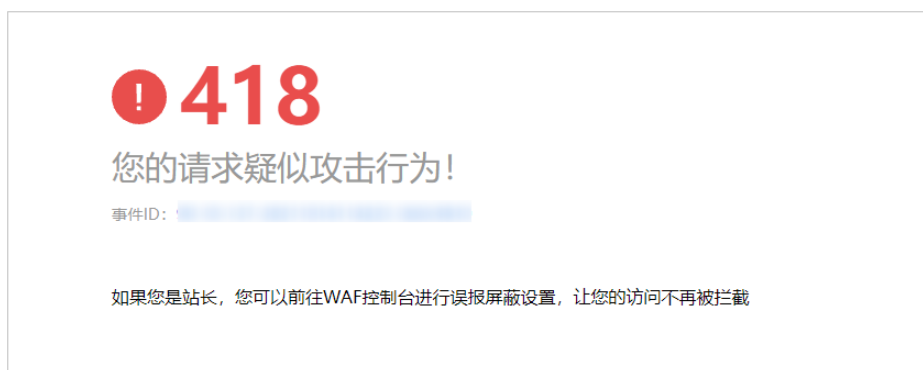 ! 418
您的请求疑似攻击行为！
事件ID：
如果您是站长，您可以前往WAF控制台进行误报屏蔽设置，让您的访问不再被拦截